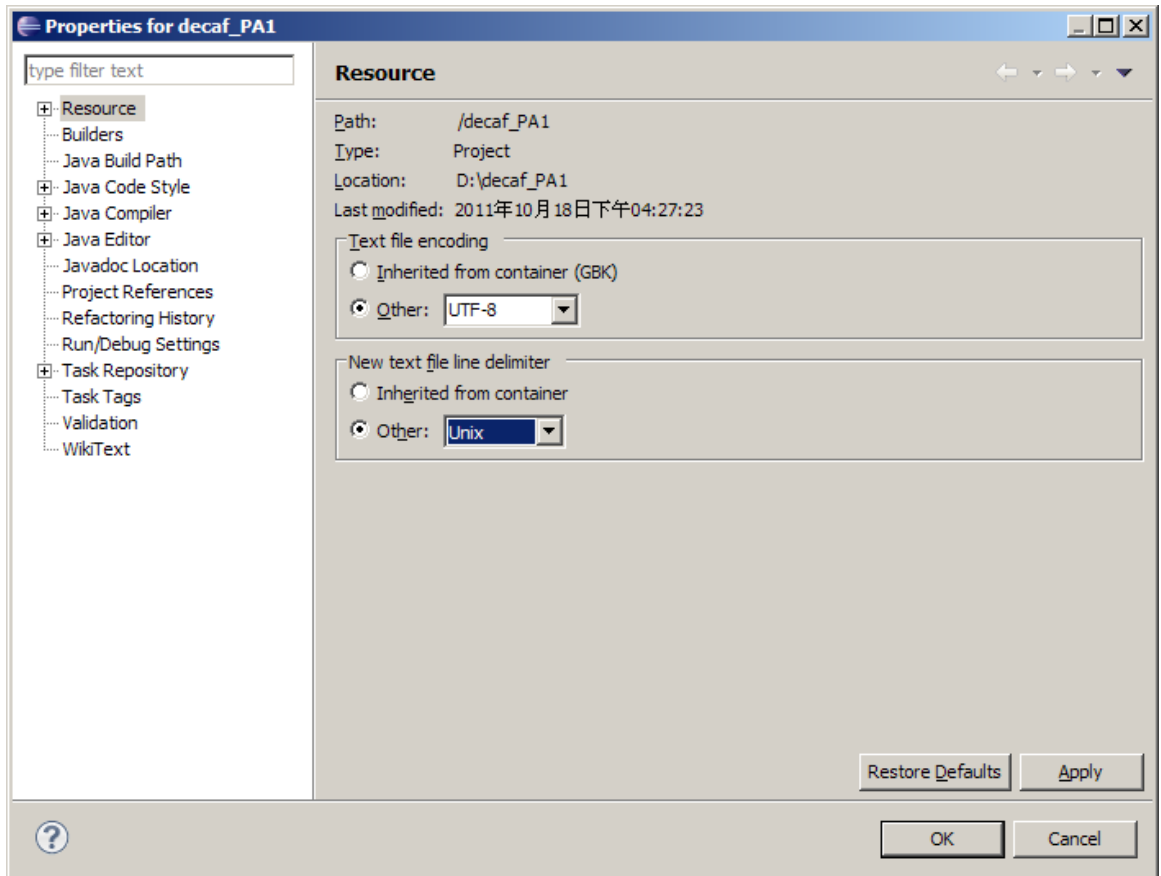 Properties for decaf_PA1
type filter text
Resource
Builders
Java Build Path
Java Code Style
Java Compiler
Java Editor
Javadoc Location
Project References
Refactoring History
Run/Debug Settings
Task Repository
Task Tags
Validation
WikiText
Resource
Path: /decaf_PA1
Type: Project
Location: D:\decaf_PA1
Last modified: 2011年10月18日下午04:27:23
Text file encoding
Inherited from container (GBK)
Other: UTF-8
New text file line delimiter
Inherited from container
Other: Unix
Restore Defaults Apply
? OK Cancel